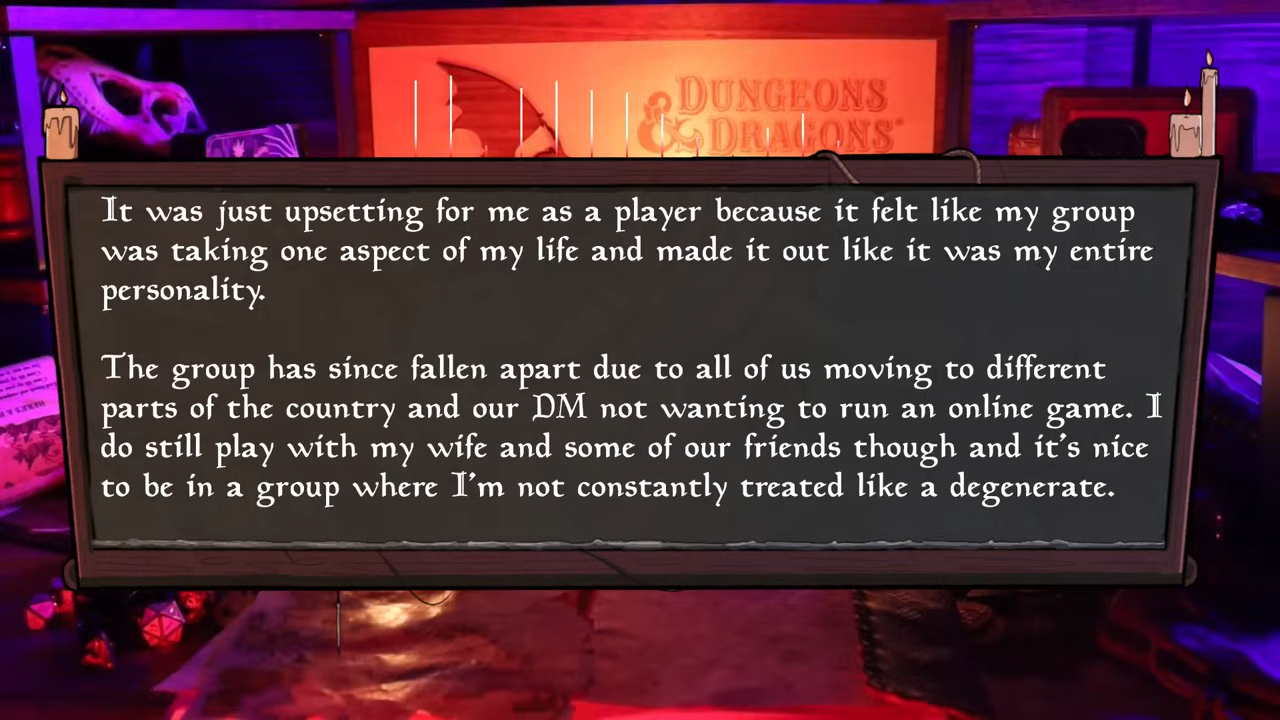 DUNGEONS
& DRAGONS
It was just upsetting for me as a player because it felt like my group
was taking one aspect of my life and made it out like it was my entire
personality.
The group has since fallen apart due to all of us moving to different
parts of the country and our DM not wanting to run an online game. I
do still play with my wife and some of our friends though and it's nice
to be in a group where I'm not constantly treated like a degenerate.